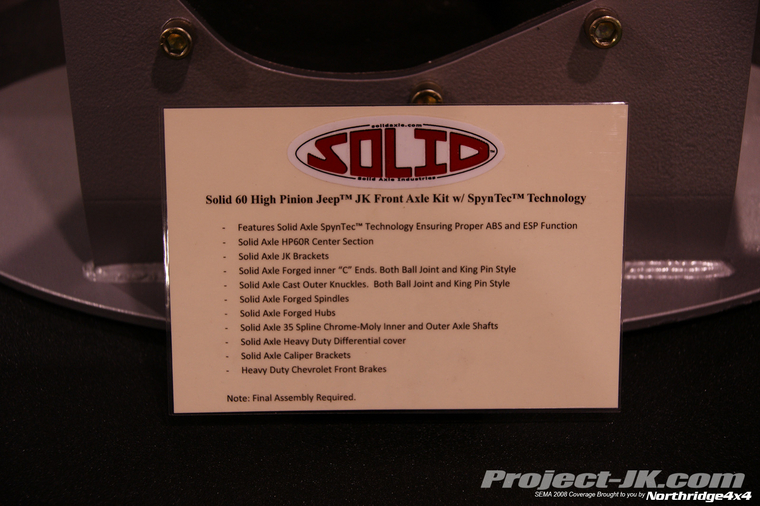 solidaxle.com
SOLID
Solid Axle Industries
Solid 60 High Pinion Jeep™ JK Front Axle Kit w/ SpynTec™ Technology
- Features Solid Axle SpynTec™ Technology Ensuring Proper ABS and ESP Function
- Solid Axle HP60R Center Section
- Solid Axle JK Brackets
- Solid Axle Forged inner “C” Ends. Both Ball Joint and King Pin Style
- Solid Axle Cast Outer Knuckles.  Both Ball Joint and King Pin Style
- Solid Axle Forged Spindles
- Solid Axle Forged Hubs
- Solid Axle 35 Spline Chrome-Moly Inner and Outer Axle Shafts
- Solid Axle Heavy Duty Differential cover
- Solid Axle Caliper Brackets
- Heavy Duty Chevrolet Front Brakes
Note: Final Assembly Required.
Project-JK.com
SEMA 2008 Coverage Brought to you by Northridge4x4